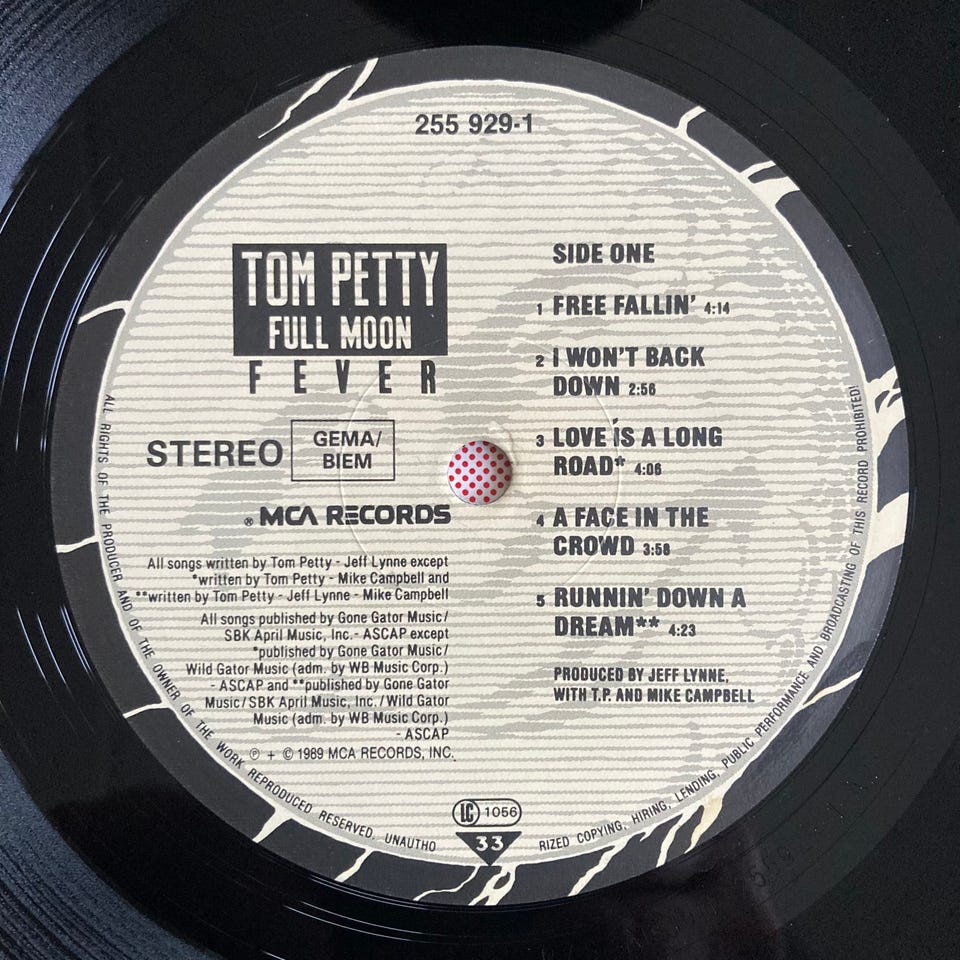 255 929-1
TOM PETTY
FULL MOON
FEVER
STEREO
GEMA/
BIEM
® MCA RECORDS
All songs written by Tom Petty - Jeff Lynne except
*written by Tom Petty - Mike Campbell and
**written by Tom Petty - Jeff Lynne - Mike Campbell
All songs published by Gone Gator Music/
SBK April Music, Inc.- ASCAP except
*published by Gone Gator Music/
Wild Gator Music (adm. by WB Music Corp.)
- ASCAP and **published by Gone Gator
Music/SBK April Music, Inc./Wild Gator
Music (adm. by WB Music Corp.)
- ASCAP
℗ + © 1989 MCA RECORDS, INC.
SIDE ONE
1 FREE FALLIN' 4:14
2 I WON'T BACK
DOWN 2:56
3 LOVE IS A LONG
ROAD* 4:06
4 A FACE IN THE
CROWD 3:58
5 RUNNIN' DOWN A
DREAM** 4:23
PRODUCED BY JEFF LYNNE,
WITH T.P. AND MIKE CAMPBELL
LC 1056
33
ALL RIGHTS OF THE PRODUCER AND OF THE OWNER OF THE WORK REPRODUCED RESERVED. UNAUTHO
RIZED COPYING, HIRING, LENDING, PUBLIC PERFORMANCE AND BROADCASTING OF THIS RECORD PROHIBITED!